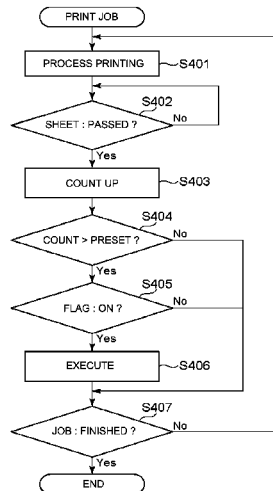 PRINT JOB
PROCESS PRINTING
S401
S402
SHEET : PASSED ?
No
Yes
COUNT UP
S403
S404
COUNT > PRESET ?
No
Yes
S405
FLAG : ON ?
No
Yes
EXECUTE
S406
S407
JOB : FINISHED ?
No
Yes
END